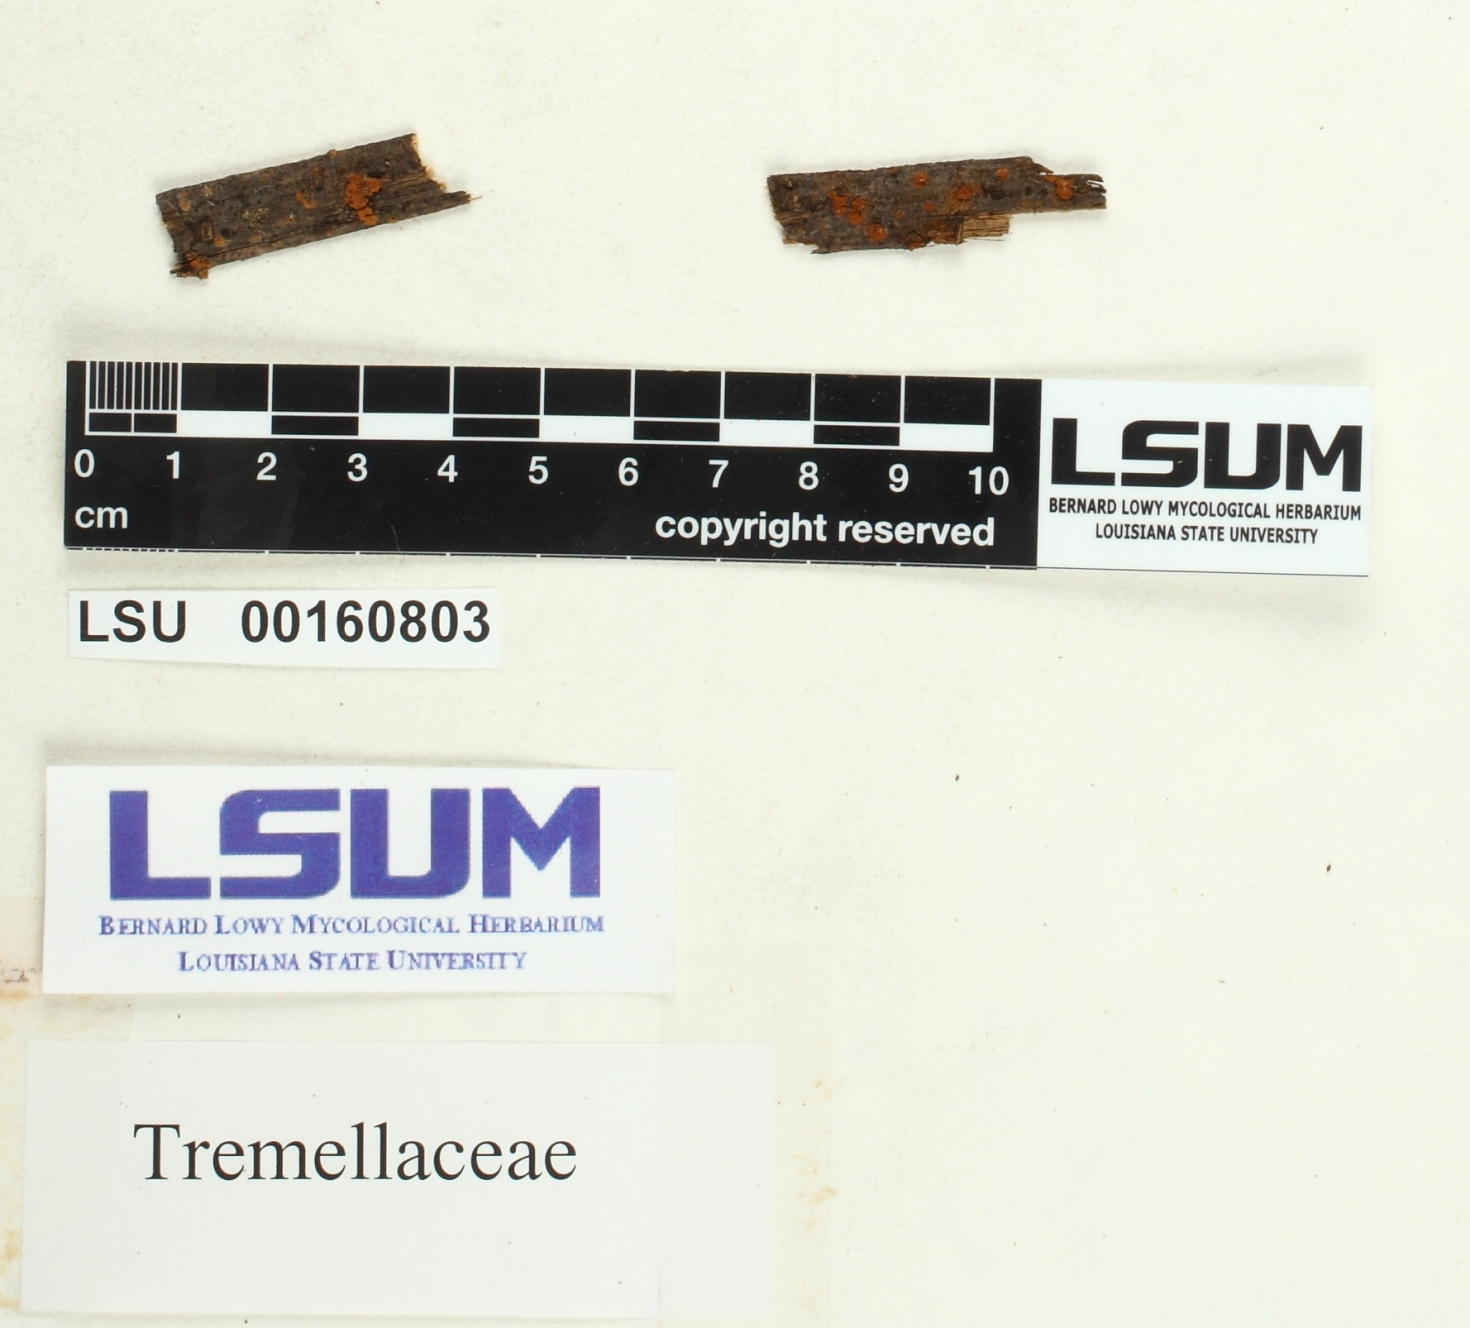 0 1 2 3 4 5 6 7 8 9 10
cm
copyright reserved
LSUM
BERNARD LOWY MYCOLOGICAL HERBARIUM
LOUISIANA STATE UNIVERSITY
LSU 00160803
LSUM
BERNARD LOWY MYCOLOGICAL HERBARIUM
LOUISIANA STATE UNIVERSITY
Tremellaceae